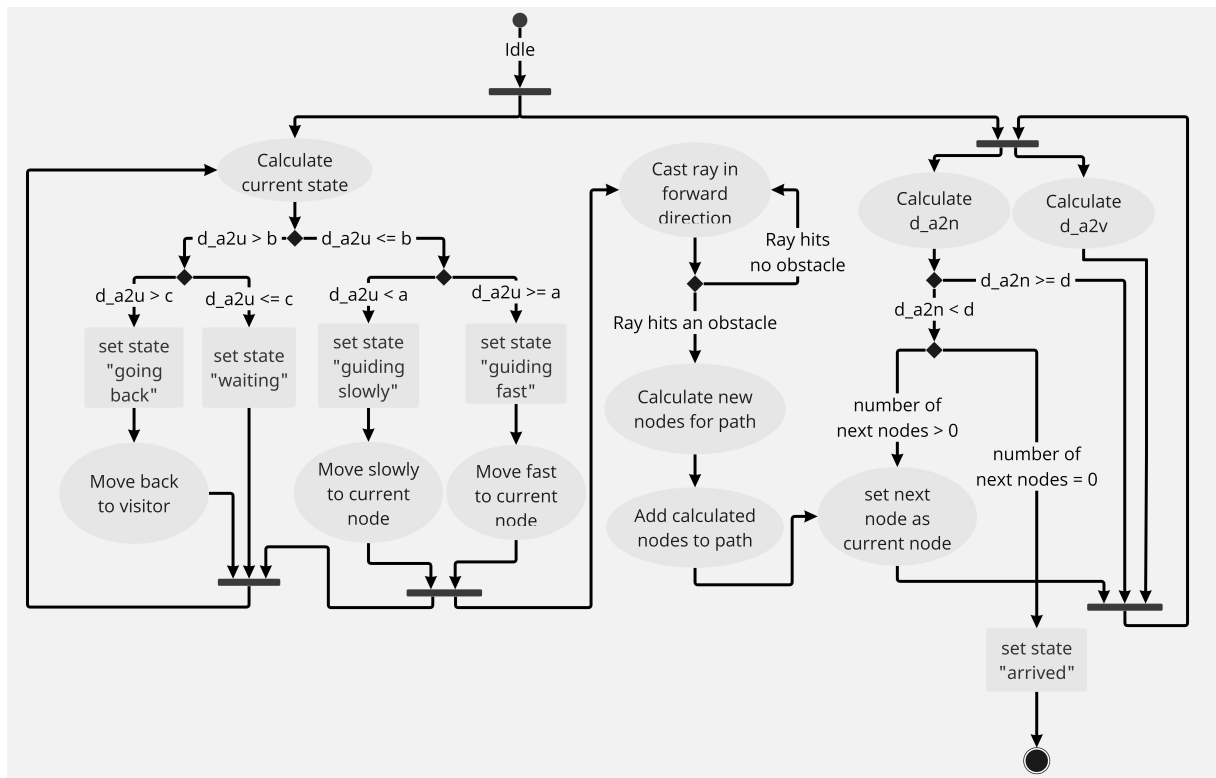 Idle
Calculate
current state
d_a2u > b
d_a2u <= b
d_a2u > c
d_a2u <= c
d_a2u < a
d_a2u >= a
set state
"going
back"
set state
"waiting"
set state
"guiding
slowly"
set state
"guiding
fast"
Move back
to visitor
Move slowly
to current
node
Move fast
to current
node
Cast ray in
forward
direction
Ray hits
no obstacle
Ray hits an obstacle
Calculate new
nodes for path
Add calculated
nodes to path
Calculate
d_a2n
Calculate
d_a2v
d_a2n >= d
d_a2n < d
number of
next nodes > 0
number of
next nodes = 0
set next
node as
current node
set state
"arrived"